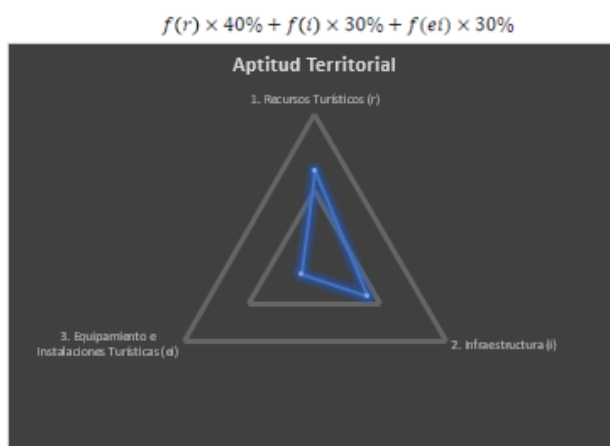 f(r) × 40% + f(i) × 30% + f(ei) × 30%
Aptitud Territorial
1. Recursos Turísticos (r)
3. Equipamiento e
Instalaciones Turísticas (ei)
2. Infraestructura (i)